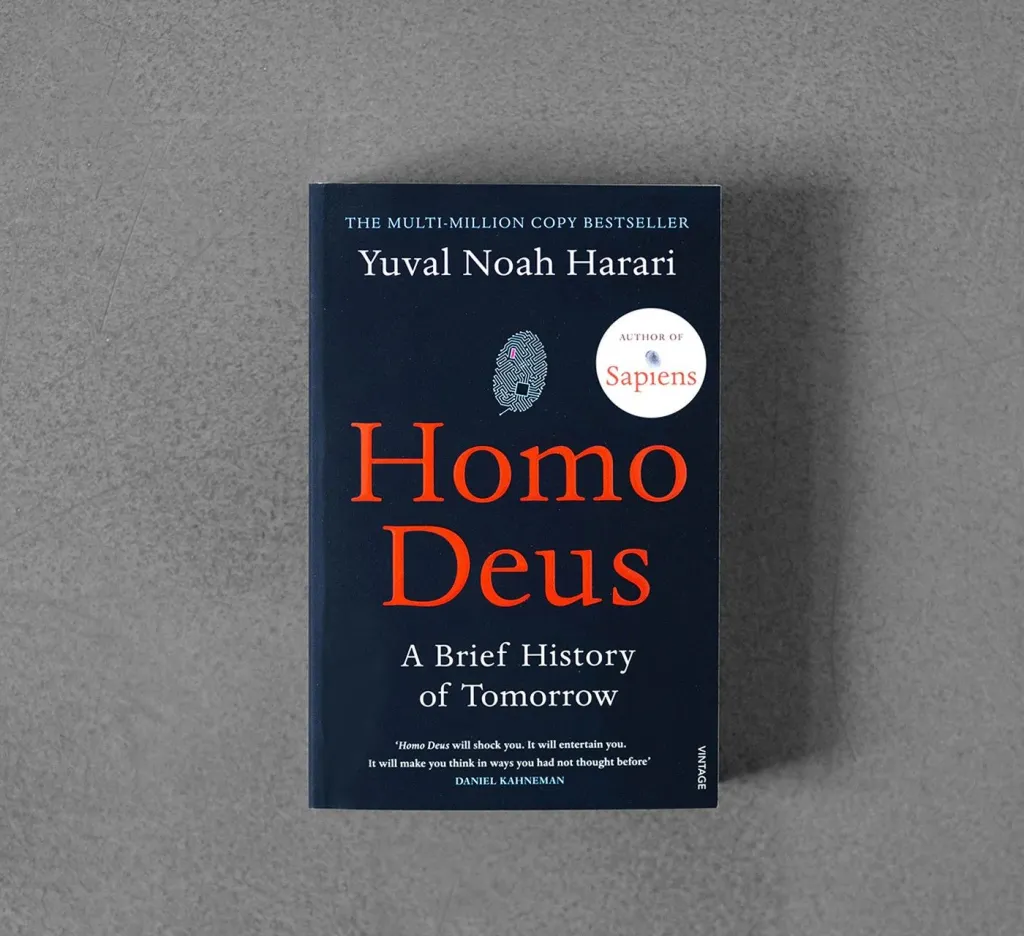 THE MULTI-MILLION COPY BESTSELLER
Yuval Noah Harari
AUTHOR OF
Sapiens
Homo
Deus
A Brief History
of Tomorrow
‘Homo Deus will shock you. It will entertain you.
It will make you think in ways you had not thought before’
DANIEL KAHNEMAN
VINTAGE